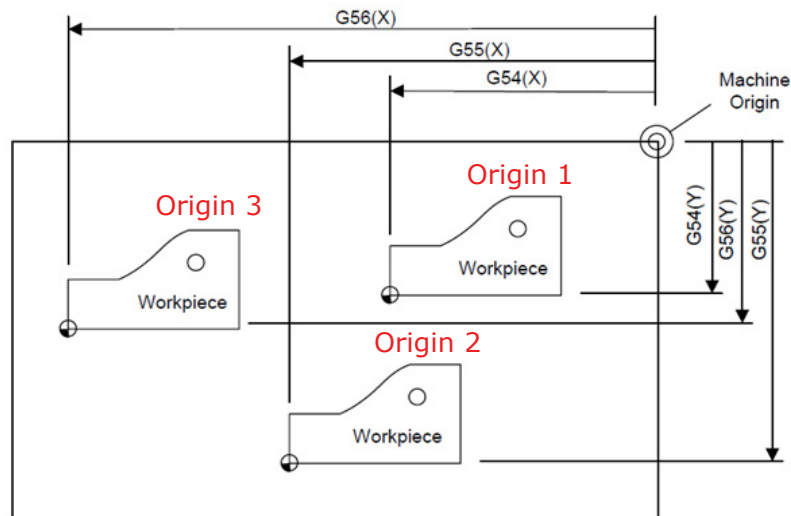 G56(X)
G55(X)
G54(X)
Machine
Origin
Origin 1
Origin 3
Workpiece
Workpiece
Origin 2
Workpiece
G54(Y)
G56(Y)
G55(Y)